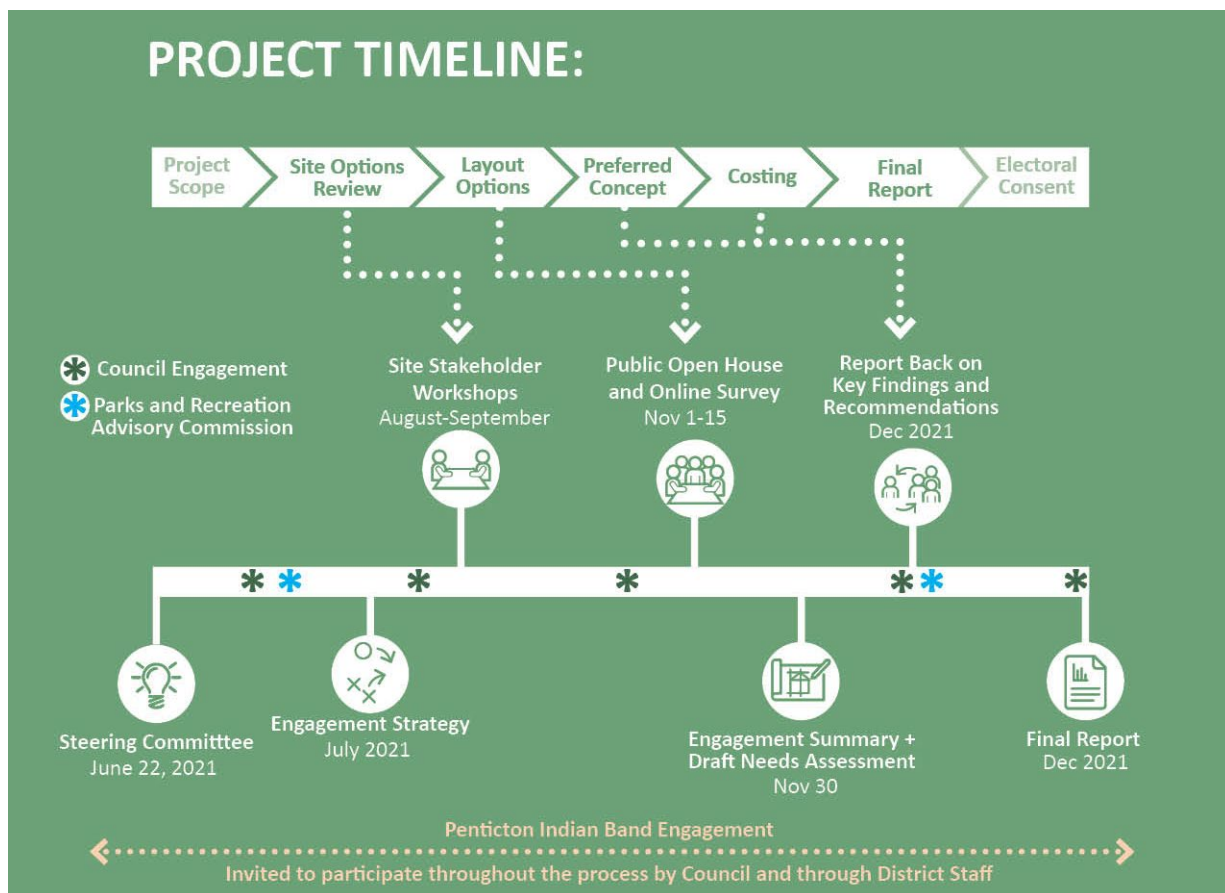 PROJECT TIMELINE:
Project
Scope
Site Options
Review
Layout
Options
Preferred
Concept
Costing
Final
Report
Electoral
Consent
Council Engagement
Parks and Recreation
Advisory Commission
Site Stakeholder
Workshops
August-September
Public Open House
and Online Survey
Nov 1-15
Report Back on
Key Findings and
Recommendations
Dec 2021
Steering Committtee
June 22, 2021
Engagement Strategy
July 2021
Engagement Summary +
Draft Needs Assessment
Nov 30
Final Report
Dec 2021
Penticton Indian Band Engagement
Invited to participate throughout the process by Council and through District Staff